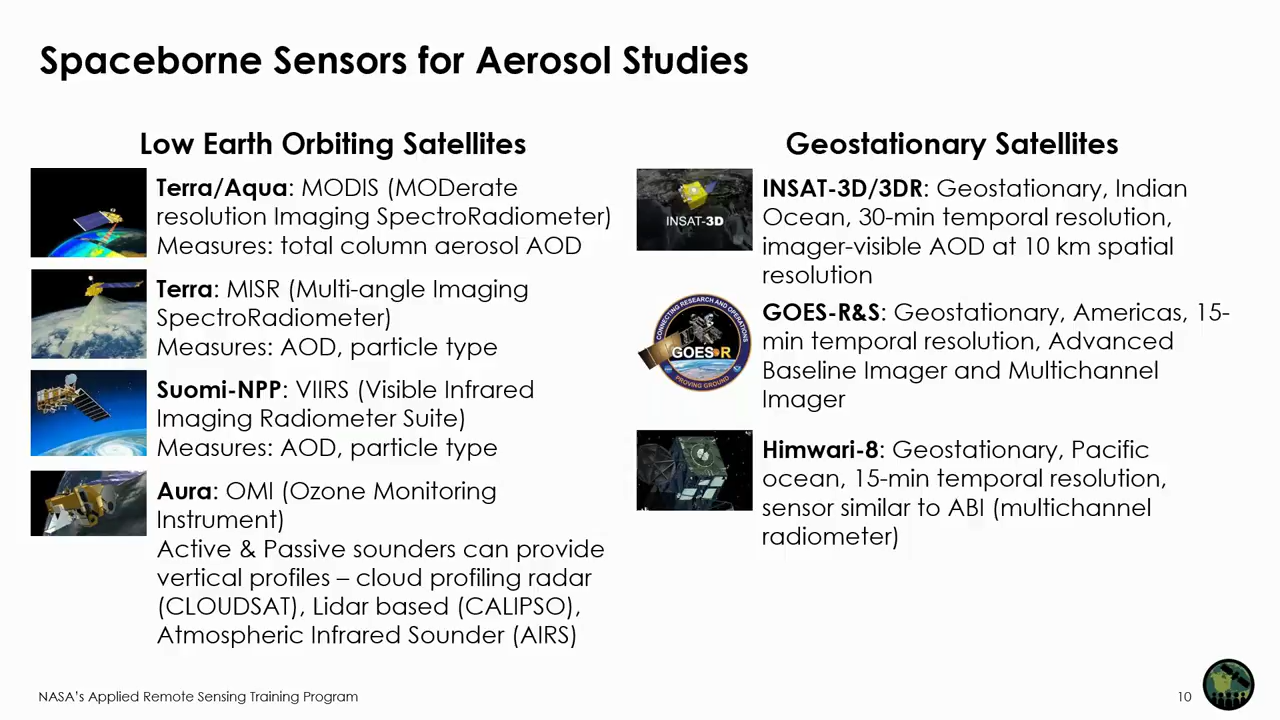 Spaceborne Sensors for Aerosol Studies
Low Earth Orbiting Satellites
Terra/Aqua: MODIS (MODerate
resolution Imaging SpectroRadiometer)
Measures: total column aerosol AOD
Terra: MISR (Multi-angle Imaging
SpectroRadiometer)
Measures: AOD, particle type
Suomi-NPP: VIIRS (Visible Infrared
Imaging Radiometer Suite)
Measures: AOD, particle type
Aura: OMI (Ozone Monitoring
Instrument)
Active & Passive sounders can provide
vertical profiles – cloud profiling radar
(CLOUDSAT), Lidar based (CALIPSO),
Atmospheric Infrared Sounder (AIRS)
Geostationary Satellites
INSAT-3D
INSAT-3D/3DR: Geostationary, Indian
Ocean, 30-min temporal resolution,
imager-visible AOD at 10 km spatial
resolution
CONNECTING RESEARCH AND OPERATIONS
GOES-R
PROVING GROUND
GOES-R&S: Geostationary, Americas, 15-
min temporal resolution, Advanced
Baseline Imager and Multichannel
Imager
Himwari-8: Geostationary, Pacific
ocean, 15-min temporal resolution,
sensor similar to ABI (multichannel
radiometer)
NASA's Applied Remote Sensing Training Program
10